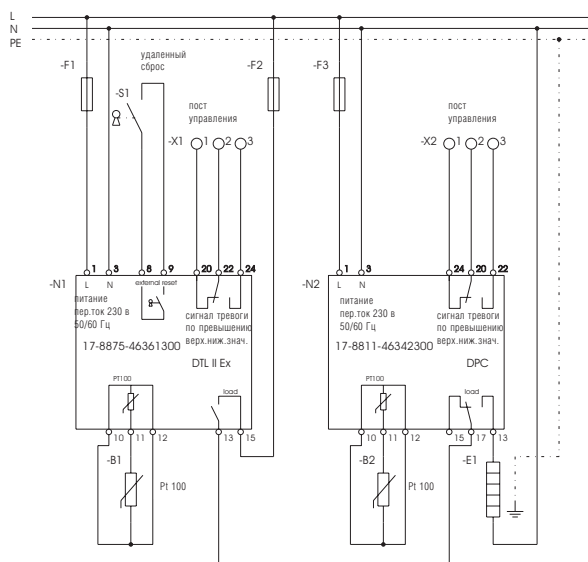 L
N
PE
удаленный
сброс
-F1
-S1
-F2
-F3
пост
управления
пост
управления
-X1 1 2 3
-X2 1 2 3
1 3 8 9 20 22 24
1 3 24 20 22
-N1 L N external reset
-N2 L N
питание
пер.ток 230 в
50/60 Гц
сигнал тревоги
по превышению
верх.ниж.знач.
17-8875-46361300
DTL II Ex
питание
пер.ток 230 в
50/60 Гц
сигнал тревоги
по превышению
верх.ниж.знач.
17-8811-46342300
DPC
PT100
load
PT100
load
10 11 12 13 15
10 11 12 15 17 13
-B1
Pt 100
-B2
Pt 100
-E1